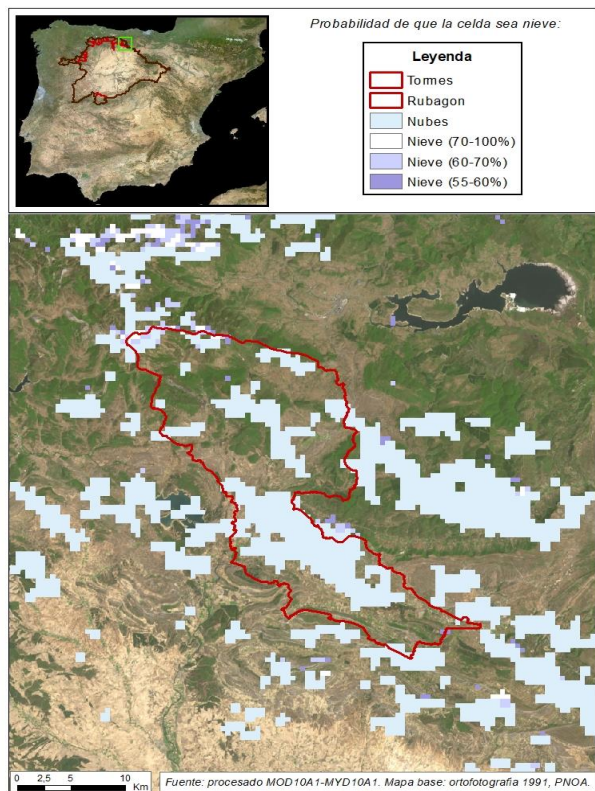 Probabilidad de que la celda sea nieve:
Leyenda
Tormes
Rubagon
Nubes
Nieve (70-100%)
Nieve (60-70%)
Nieve (55-60%)
0 2,5 5 10
Km.
Fuente: procesado MOD10A1-MYD10A1. Mapa base: ortofotografia 1991, PNOA.